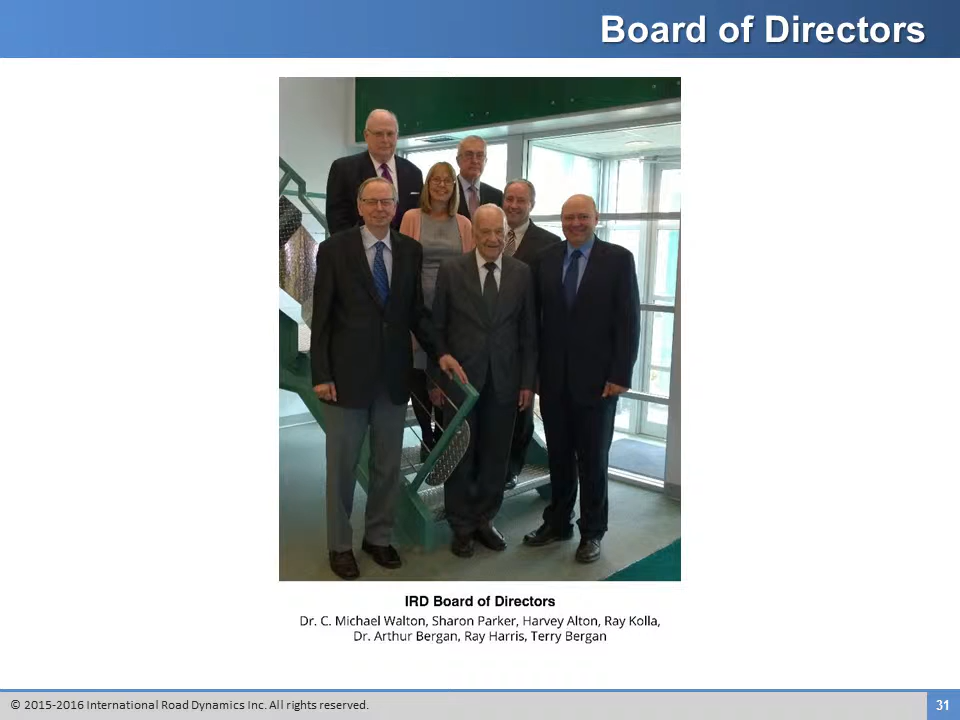 Board of Directors
IRD Board of Directors
Dr. C. Michael Walton, Sharon Parker, Harvey Alton, Ray Kolla,
Dr. Arthur Bergan, Ray Harris, Terry Bergan
© 2015-2016 International Road Dynamics Inc. All rights reserved.
31